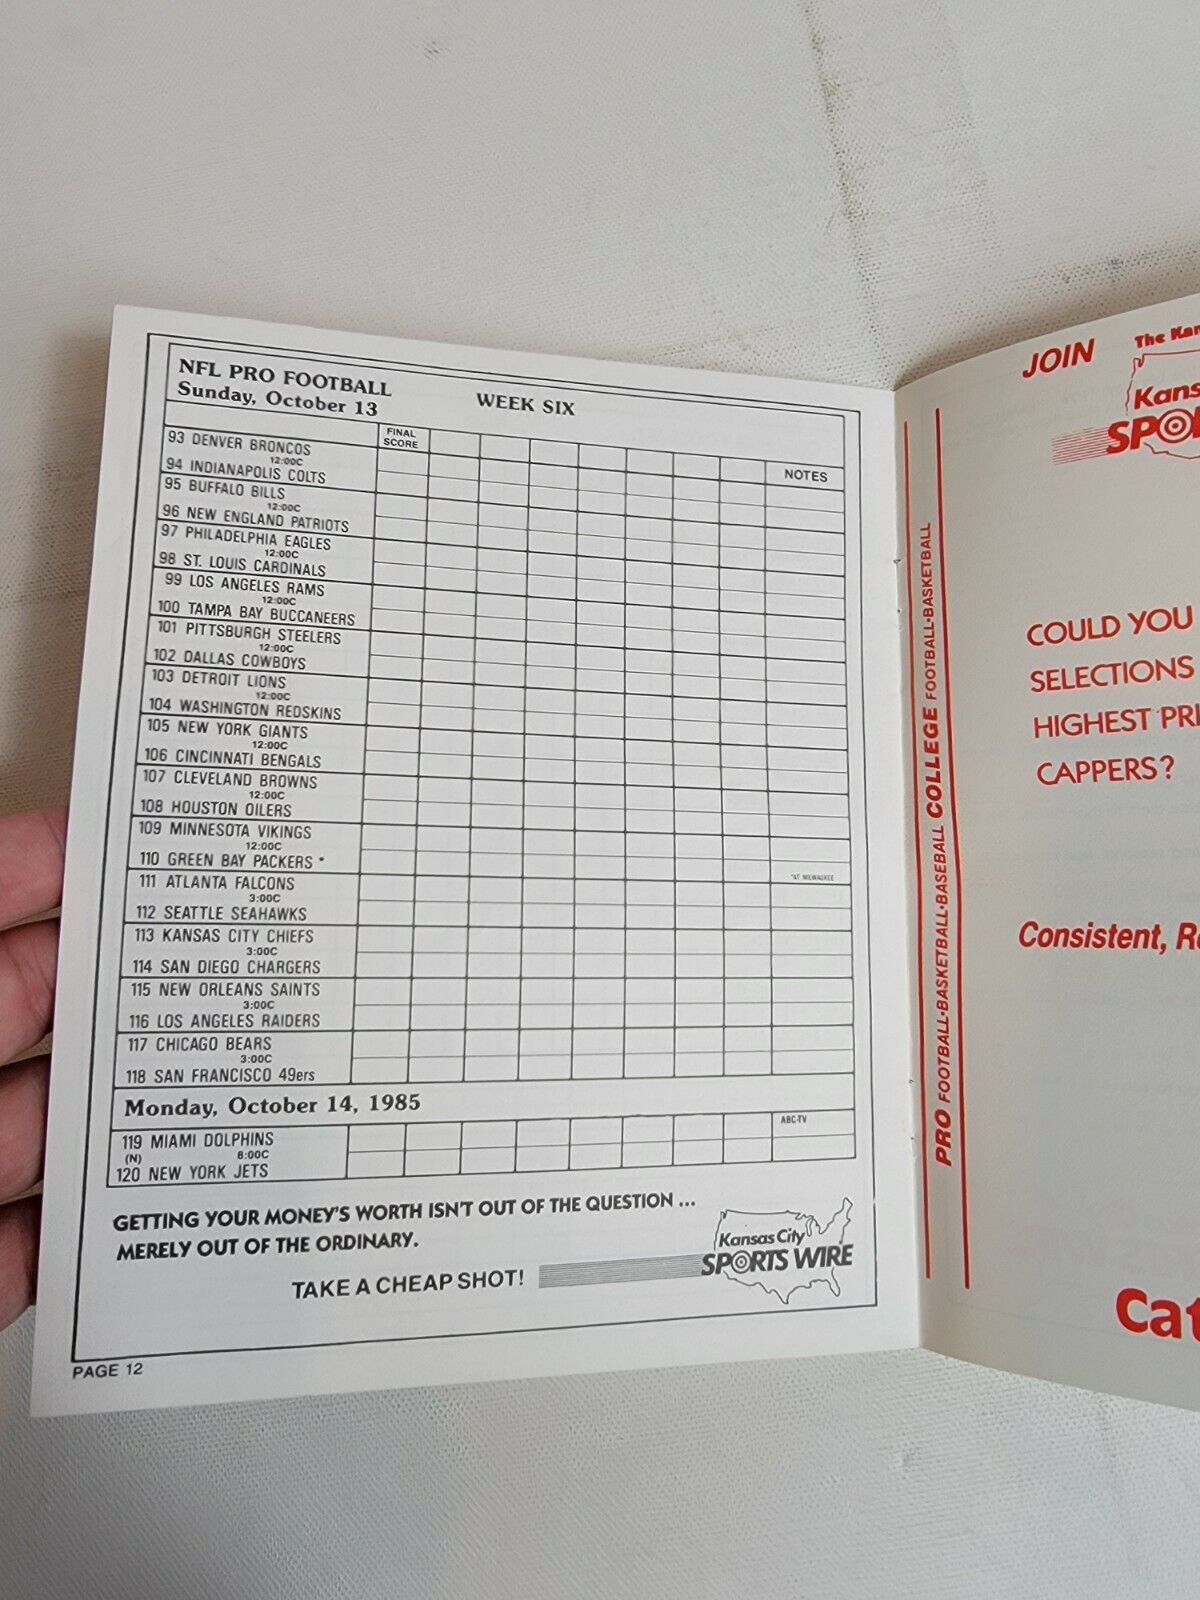 NFL PRO FOOTBALL
Sunday, October 13
WEEK SIX
FINAL
SCORE
NOTES
93 DENVER BRONCOS
12:00C
94 INDIANAPOLIS COLTS
95 BUFFALO BILLS
12:00C
96 NEW ENGLAND PATRIOTS
97 PHILADELPHIA EAGLES
12:00C
98 ST. LOUIS CARDINALS
99 LOS ANGELES RAMS
12:00C
100 TAMPA BAY BUCCANEERS
101 PITTSBURGH STEELERS
12:00C
102 DALLAS COWBOYS
103 DETROIT LIONS
12:00C
104 WASHINGTON REDSKINS
105 NEW YORK GIANTS
12:00C
106 CINCINNATI BENGALS
107 CLEVELAND BROWNS
12:00C
108 HOUSTON OILERS
109 MINNESOTA VIKINGS
12:00C
110 GREEN BAY PACKERS *
*AT MILWAUKEE
111 ATLANTA FALCONS
3:00C
112 SEATTLE SEAHAWKS
113 KANSAS CITY CHIEFS
3:00C
114 SAN DIEGO CHARGERS
115 NEW ORLEANS SAINTS
3:00C
116 LOS ANGELES RAIDERS
117 CHICAGO BEARS
3:00C
118 SAN FRANCISCO 49ers
Monday, October 14, 1985
119 MIAMI DOLPHINS
ABC-TV
(N) 8:00C
120 NEW YORK JETS
GETTING YOUR MONEY'S WORTH ISN'T OUT OF THE QUESTION ...
MERELY OUT OF THE ORDINARY.
TAKE A CHEAP SHOT!
Kansas City
SPORTS WIRE
PAGE 12
PRO FOOTBALL•BASKETBALL•BASEBALL COLLEGE FOOTBALL•BASKETBALL
JOIN
The Kan
Kans
SPO
COULD YOU
SELECTIONS
HIGHEST PRI
CAPPERS?
Consistent, Re
Cat